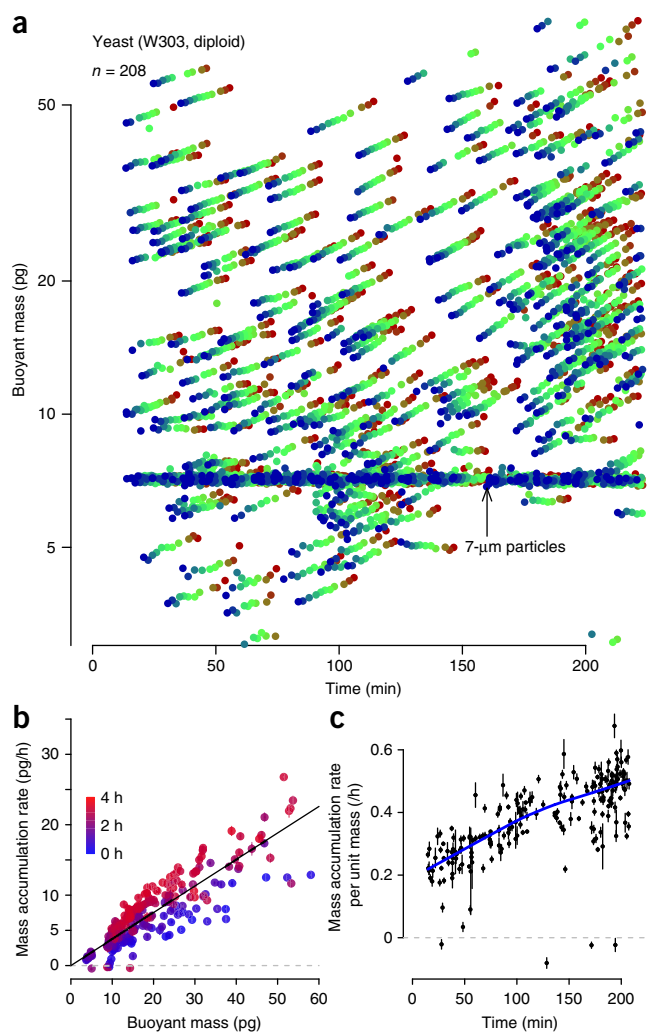 a
Yeast (W303, diploid)
n = 208
50
20
10
5
Buoyant mass (pg)
7-µm particles
0
50
100
150
200
Time (min)
b
Mass accumulation rate (pg/h)
30
20
10
5
0
4 h
2 h
0 h
0
10
20
30
40
50
60
Buoyant mass (pg)
c
Mass accumulation rate
per unit mass (/h)
0.6
0.4
0.2
0
0
50
100
150
200
Time (min)